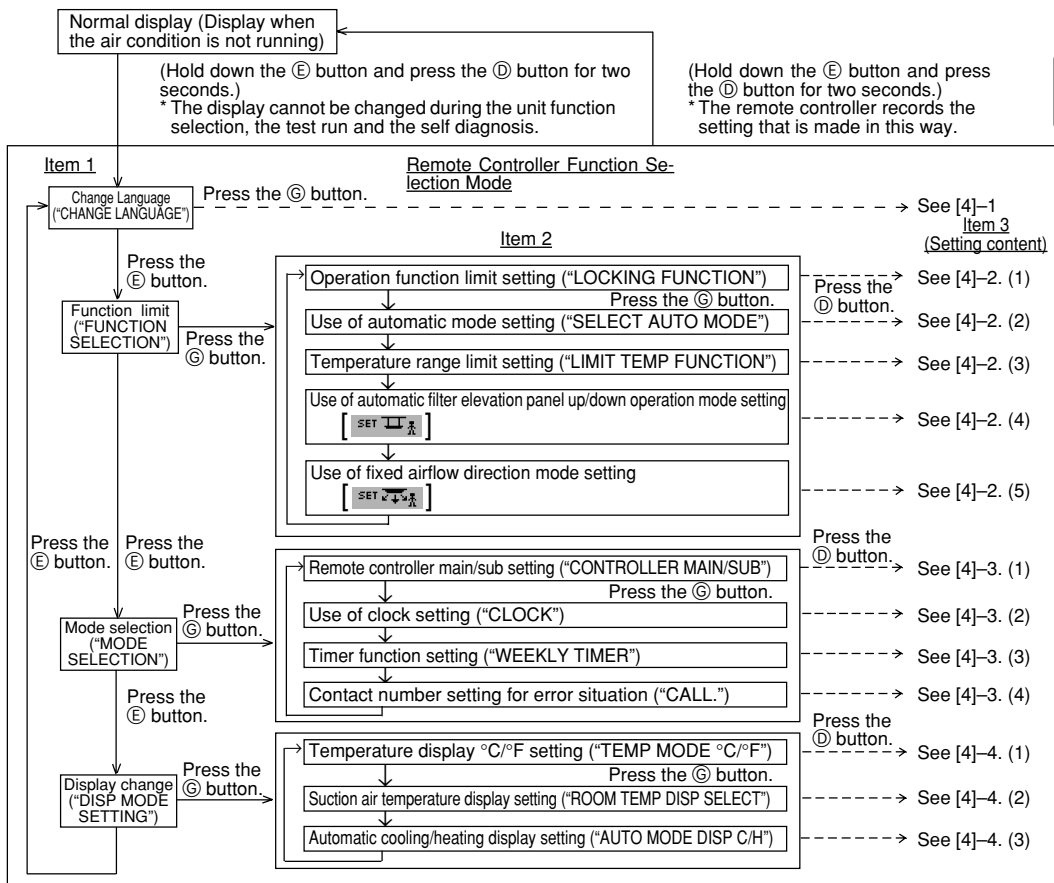 Normal display (Display when
the air condition is not running)
(Hold down the Ⓔ button and press the Ⓓ button for two
seconds.)
* The display cannot be changed during the unit function
selection, the test run and the self diagnosis.
(Hold down the Ⓔ button and press
the Ⓓ button for two seconds.)
* The remote controller records the
setting that is made in this way.
Item 1
Remote Controller Function Se-
lection Mode
Change Language
("CHANGE LANGUAGE")
Press the Ⓖ button.
See [4]–1
Item 3
(Setting content)
Item 2
Press the
Ⓔ button.
Function limit
("FUNCTION
SELECTION")
Press the
Ⓖ button.
Operation function limit setting ("LOCKING FUNCTION")
Press the Ⓖ button.
Press the
Ⓓ button.
See [4]–2. (1)
Use of automatic mode setting ("SELECT AUTO MODE")
See [4]–2. (2)
Temperature range limit setting ("LIMIT TEMP FUNCTION")
See [4]–2. (3)
Use of automatic filter elevation panel up/down operation mode setting
[ SET ]
See [4]–2. (4)
Use of fixed airflow direction mode setting
[ SET ]
See [4]–2. (5)
Press the
Ⓔ button.
Press the
Ⓔ button.
Mode selection
("MODE
SELECTION")
Press the
Ⓖ button.
Remote controller main/sub setting ("CONTROLLER MAIN/SUB")
Press the Ⓖ button.
Press the
Ⓓ button.
See [4]–3. (1)
Use of clock setting ("CLOCK")
See [4]–3. (2)
Timer function setting ("WEEKLY TIMER")
See [4]–3. (3)
Contact number setting for error situation ("CALL.")
See [4]–3. (4)
Press the
Ⓔ button.
Display change
("DISP MODE
SETTING")
Press the
Ⓖ button.
Temperature display °C/°F setting ("TEMP MODE °C/°F")
Press the Ⓖ button.
Press the
Ⓓ button.
See [4]–4. (1)
Suction air temperature display setting ("ROOM TEMP DISP SELECT")
See [4]–4. (2)
Automatic cooling/heating display setting ("AUTO MODE DISP C/H")
See [4]–4. (3)